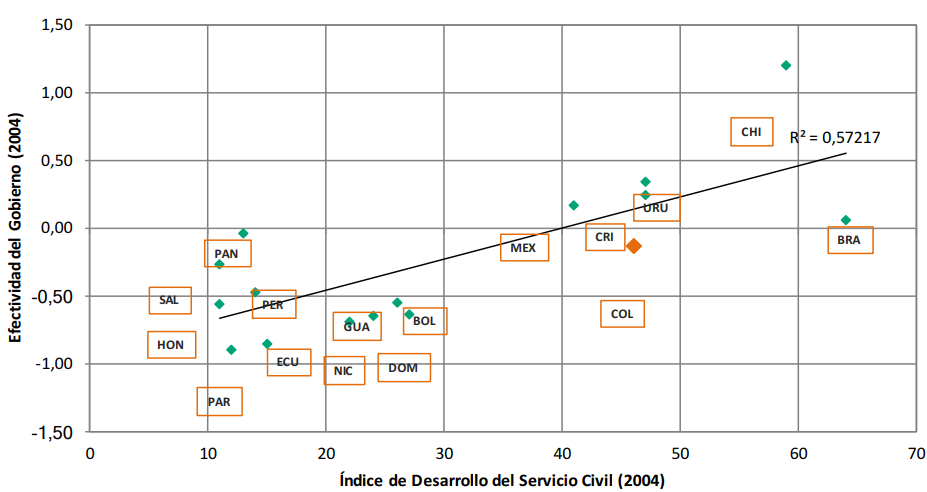 1,50
1,00
0,50
0,00
-0,50
-1,00
-1,50
Efectividad del Gobierno (2004)
CHI
R² = 0,57217
URU
CRI
BRA
MEX
PAN
SAL
PER
COL
BOL
GUA
HON
ECU
DOM
NIC
PAR
0 10 20 30 40 50 60 70
Índice de Desarrollo del Servicio Civil (2004)